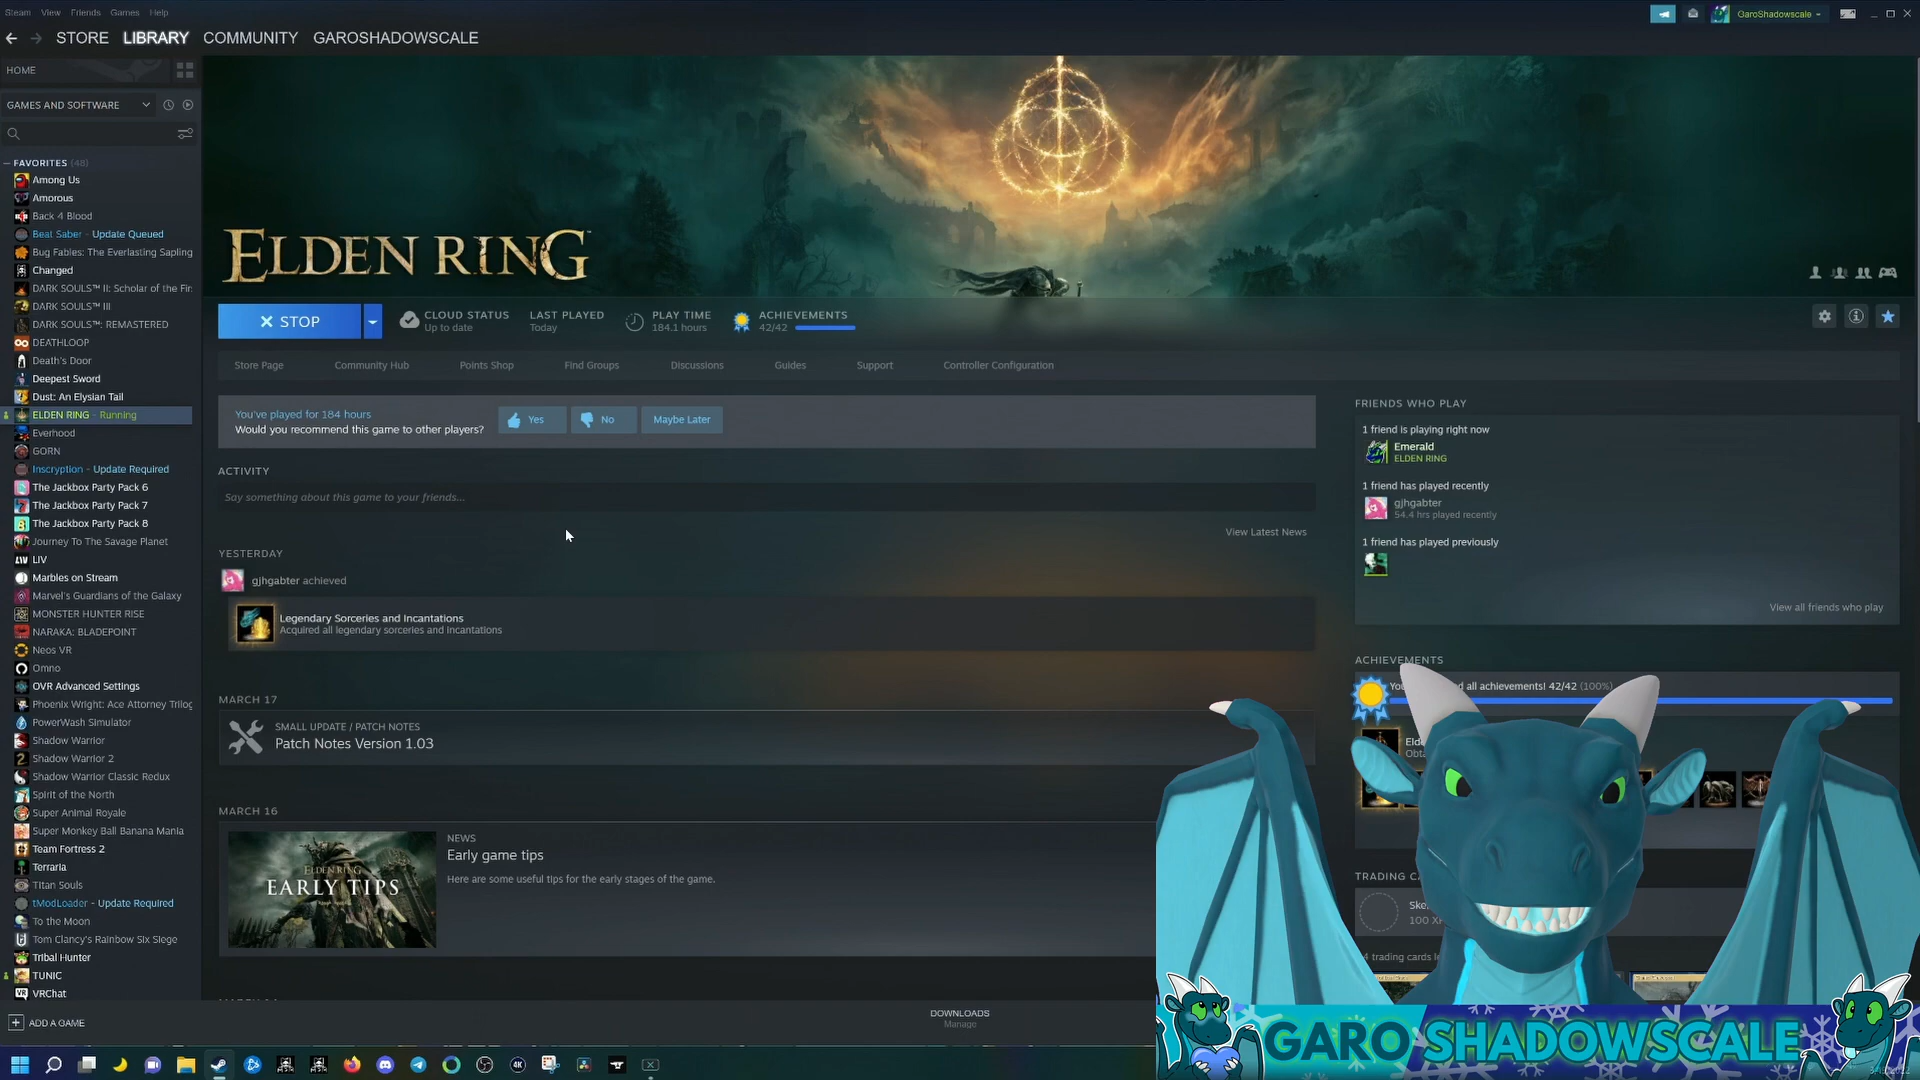 Steam View Friends Games Help
GaroShadowscale
STORE LIBRARY COMMUNITY GAROSHADOWSCALE
HOME
GAMES AND SOFTWARE
FAVORITES (48)
Among Us
Amorous
Back 4 Blood
Beat Saber - Update Queued
Bug Fables: The Everlasting Sapling
Changed
DARK SOULS™ II: Scholar of the Fir
DARK SOULS™ III
DARK SOULS™: REMASTERED
DEATHLOOP
Death's Door
Deepest Sword
Dust: An Elysian Tail
ELDEN RING - Running
Everhood
GORN
Inscryption - Update Required
The Jackbox Party Pack 6
The Jackbox Party Pack 7
The Jackbox Party Pack 8
Journey To The Savage Planet
LIV
Marbles on Stream
Marvel's Guardians of the Galaxy
MONSTER HUNTER RISE
NARAKA: BLADEPOINT
Neos VR
Omno
OVR Advanced Settings
Phoenix Wright: Ace Attorney Trilog
PowerWash Simulator
Shadow Warrior
Shadow Warrior 2
Shadow Warrior Classic Redux
Spirit of the North
Super Animal Royale
Super Monkey Ball Banana Mania
Team Fortress 2
Terraria
Titan Souls
tModLoader - Update Required
To the Moon
Tom Clancy's Rainbow Six Siege
Tribal Hunter
TUNIC
VRChat
ADD A GAME
ELDEN RING™
STOP
CLOUD STATUS
Up to date
LAST PLAYED
Today
PLAY TIME
184.1 hours
ACHIEVEMENTS
42/42
Store Page Community Hub Points Shop Find Groups Discussions Guides Support Controller Configuration
You've played for 184 hours
Would you recommend this game to other players?
Yes No Maybe Later
ACTIVITY
Say something about this game to your friends...
View Latest News
YESTERDAY
gjhgabter achieved
Legendary Sorceries and Incantations
Acquired all legendary sorceries and incantations
MARCH 17
SMALL UPDATE / PATCH NOTES
Patch Notes Version 1.03
MARCH 16
ELDEN RING
EARLY TIPS
NEWS
Early game tips
Here are some useful tips for the early stages of the game.
FRIENDS WHO PLAY
1 friend is playing right now
Emerald
ELDEN RING
1 friend has played recently
gjhgabter
54.4 hrs played recently
1 friend has played previously
View all friends who play
ACHIEVEMENTS
all achievements! 42/42 (100%)
TRADING
100
trading cards
DOWNLOADS
Manage
GARO SHADOWSCALE